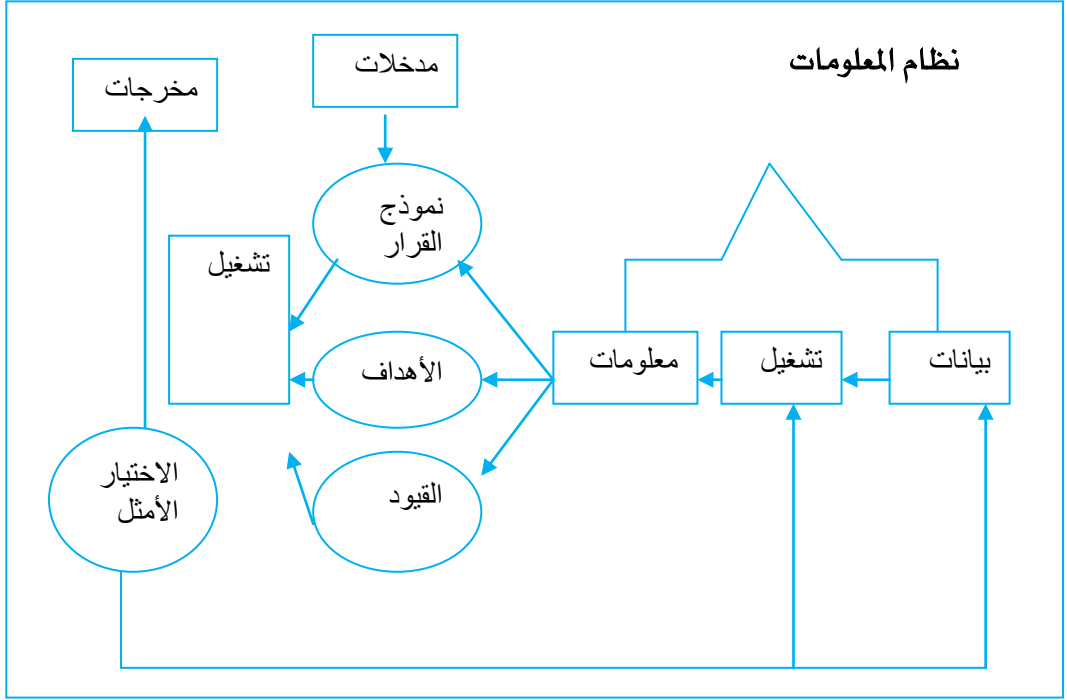 نظام المعلومات
مدخلات
مخرجات
نموذج
القرار
تشغيل
بيانات
تشغيل
معلومات
الأهداف
القيود
الاختيار
الأمثل